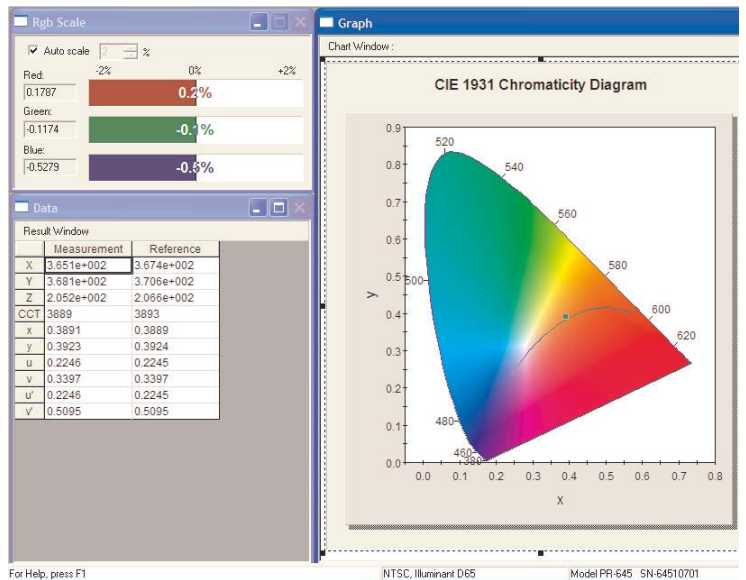 Rgb Scale
Auto scale 2 %
-2% 0% +2%
Red:
0.1787 0.2%
Green:
-0.1174 -0.1%
Blue:
-0.5279 -0.5%
Data
Result Window
Measurement Reference
X 3.651e+002 3.674e+002
Y 3.681e+002 3.706e+002
Z 2.052e+002 2.066e+002
CCT 3889 3893
x 0.3891 0.3889
y 0.3923 0.3924
u 0.2246 0.2245
v 0.3397 0.3397
u' 0.2246 0.2245
v' 0.5095 0.5095
Graph
Chart Window :
CIE 1931 Chromaticity Diagram
0.9
0.8
0.7
0.6
0.5
0.4
0.3
0.2
0.1
0.0
y
520
540
560
580
600
620
500
480
460
380
0.0 0.1 0.2 0.3 0.4 0.5 0.6 0.7 0.8
x
For Help, press F1
NTSC, Illuminant D65
Model PR-645 SN-64510701